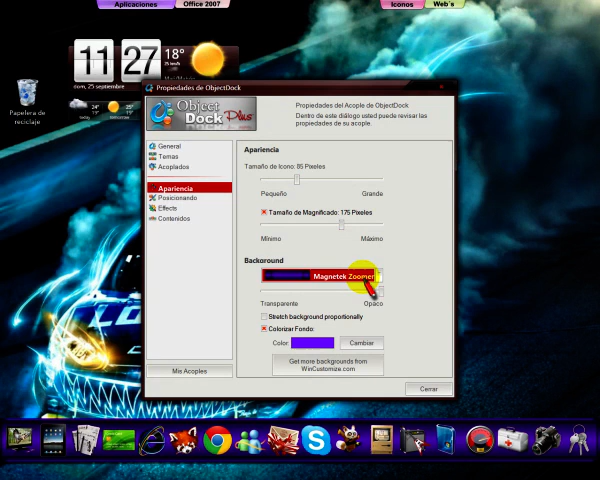 Aplicaciones
Office 2007
Iconos
Web´s
11 27
18°
dom, 25 septiembre
24°
25°
today
Papelera de
reciclaje
Propiedades de ObjectDock
Object
Dock Plus
Propiedades del Acople de ObjectDock
Dentro de este diálogo usted puede revisar las
propiedades de su acople.
General
Temas
Acoplados
Apariencia
Posicionando
Effects
Contenidos
Mis Acoples
Apariencia
Tamaño de Icono: 85 Pixeles
Pequeño
Grande
Tamaño de Magnificado: 175 Pixeles
Mínimo
Máximo
Background
Magnetek Zoomer
Transparente
Opaco
Stretch background proportionally
Colorizar Fondo:
Color:
Cambiar
Get more backgrounds from
WinCustomize.com
Cerrar